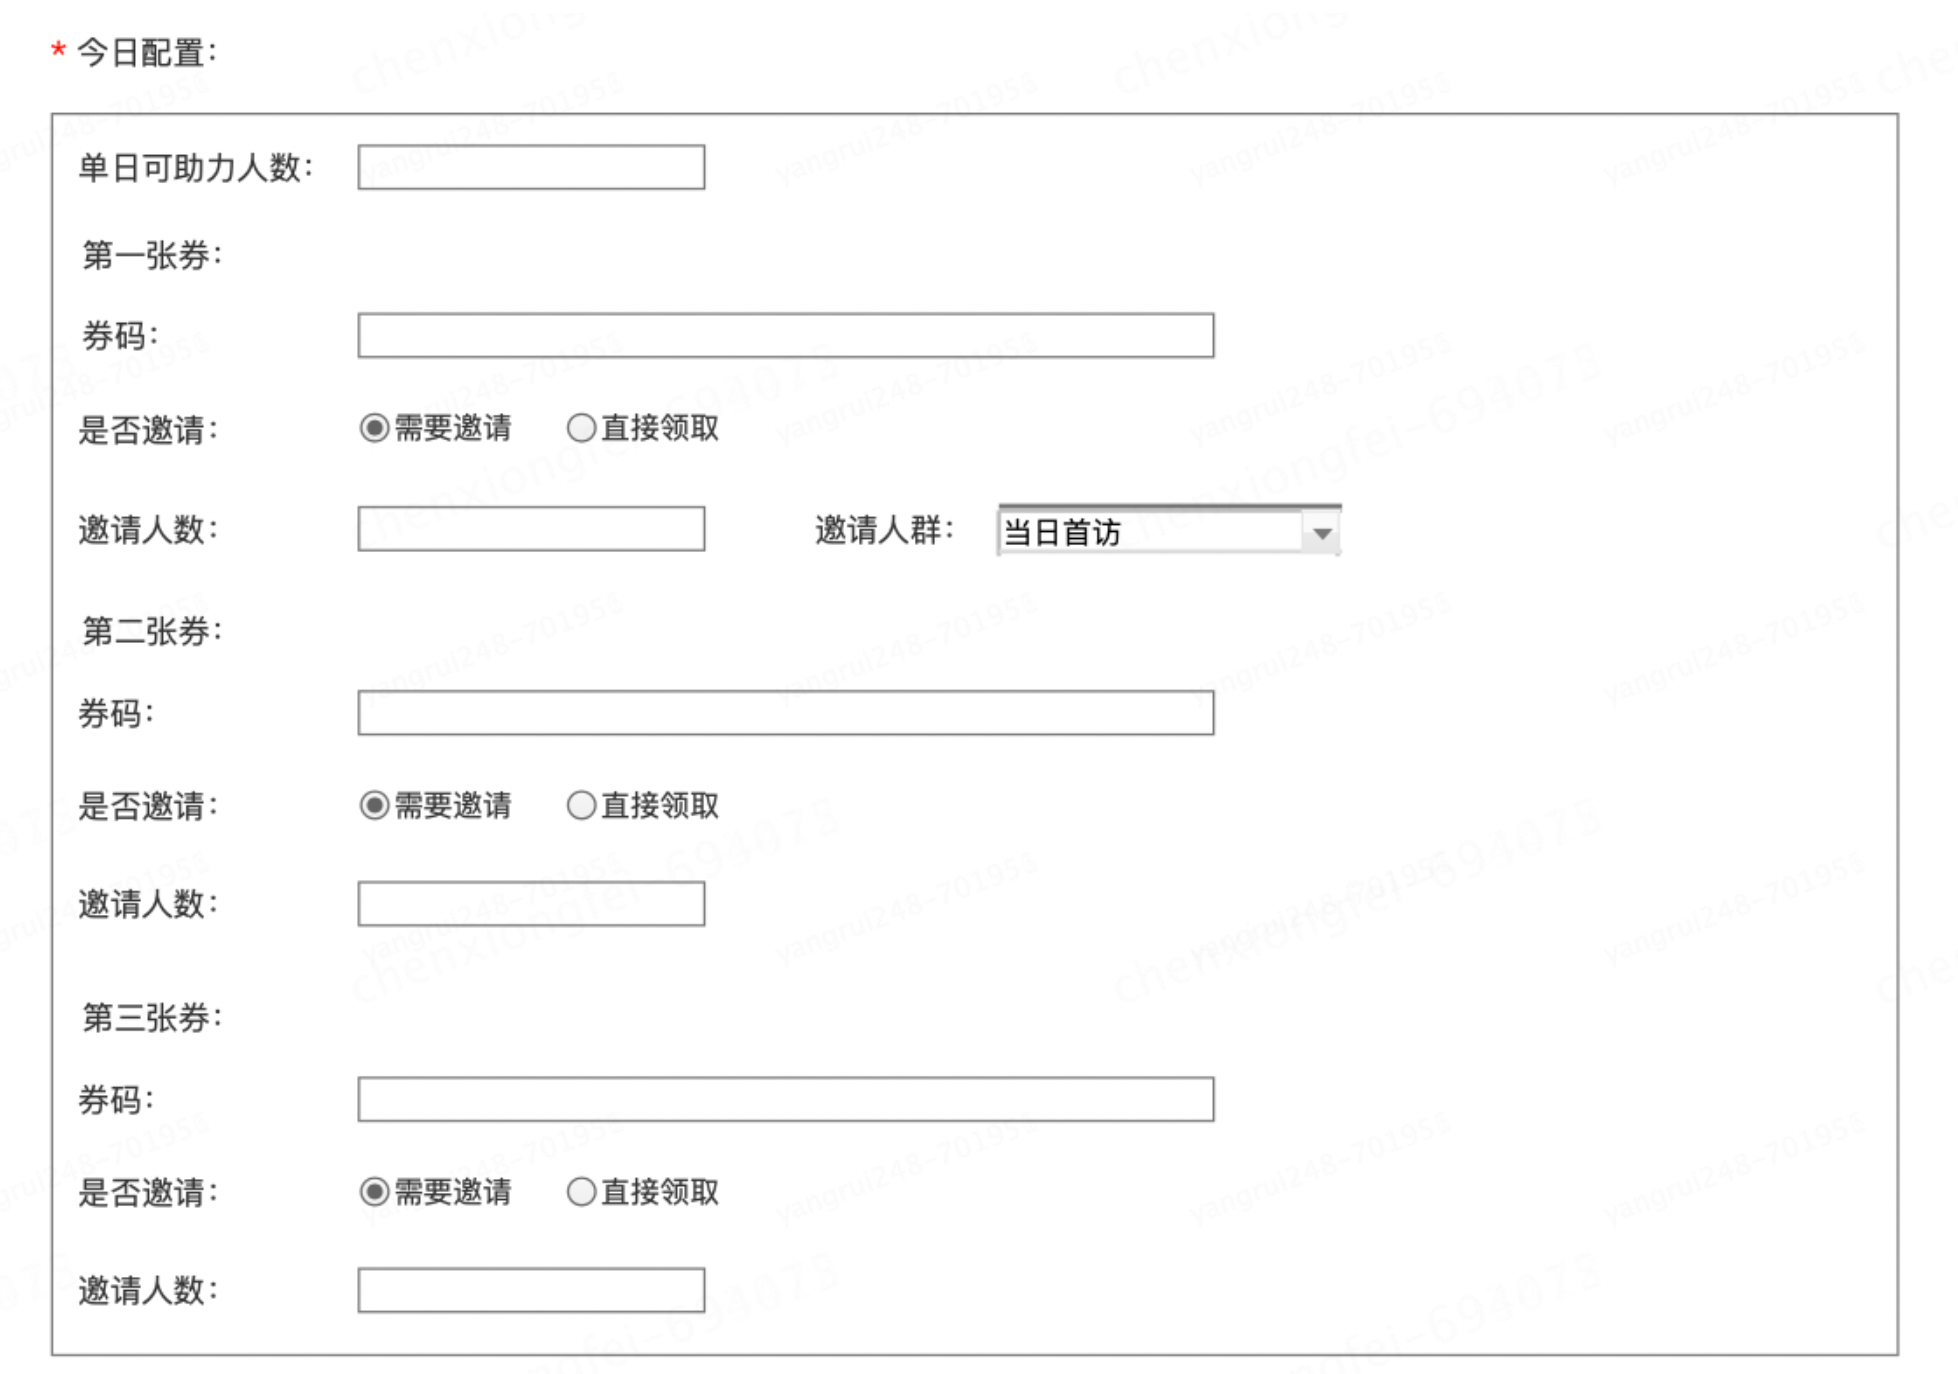 * 今日配置：
单日可助力人数：
第一张券：
券码：
是否邀请： 需要邀请 直接领取
邀请人数： 邀请人群： 当日首访
第二张券：
券码：
是否邀请： 需要邀请 直接领取
邀请人数：
第三张券：
券码：
是否邀请： 需要邀请 直接领取
邀请人数：